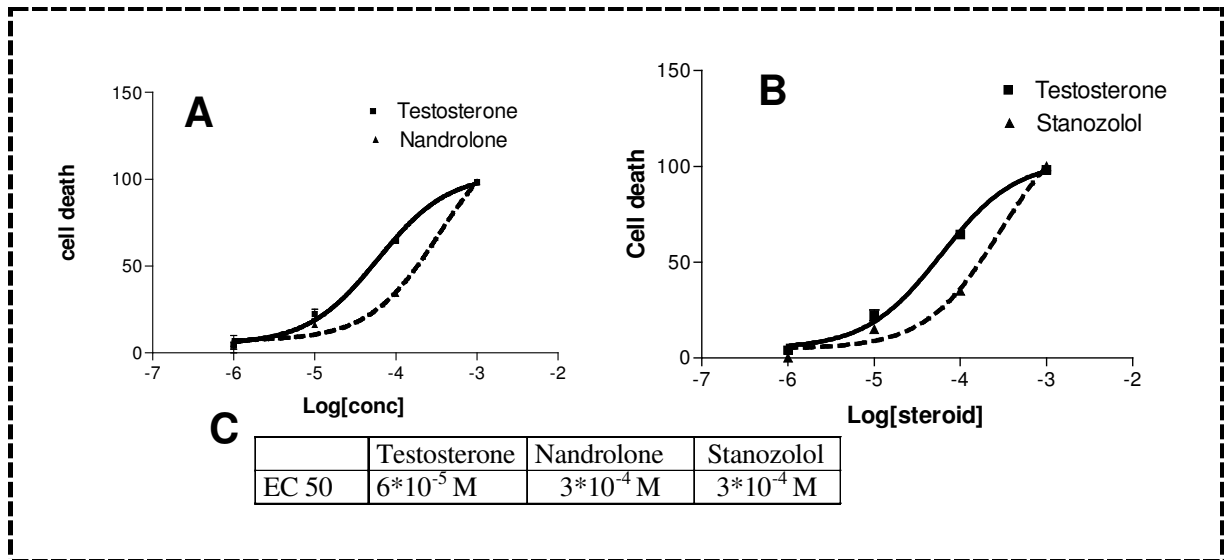 A
Testosterone
Nandrolone
150
100
50
0
cell death
-7 -6 -5 -4 -3 -2
Log[conc]
B
Testosterone
Stanozolol
150
100
50
0
Cell death
-7 -6 -5 -4 -3 -2
Log[steroid]
C
Testosterone Nandrolone Stanozolol
EC 50 6*10⁻⁵ M 3*10⁻⁴ M 3*10⁻⁴ M